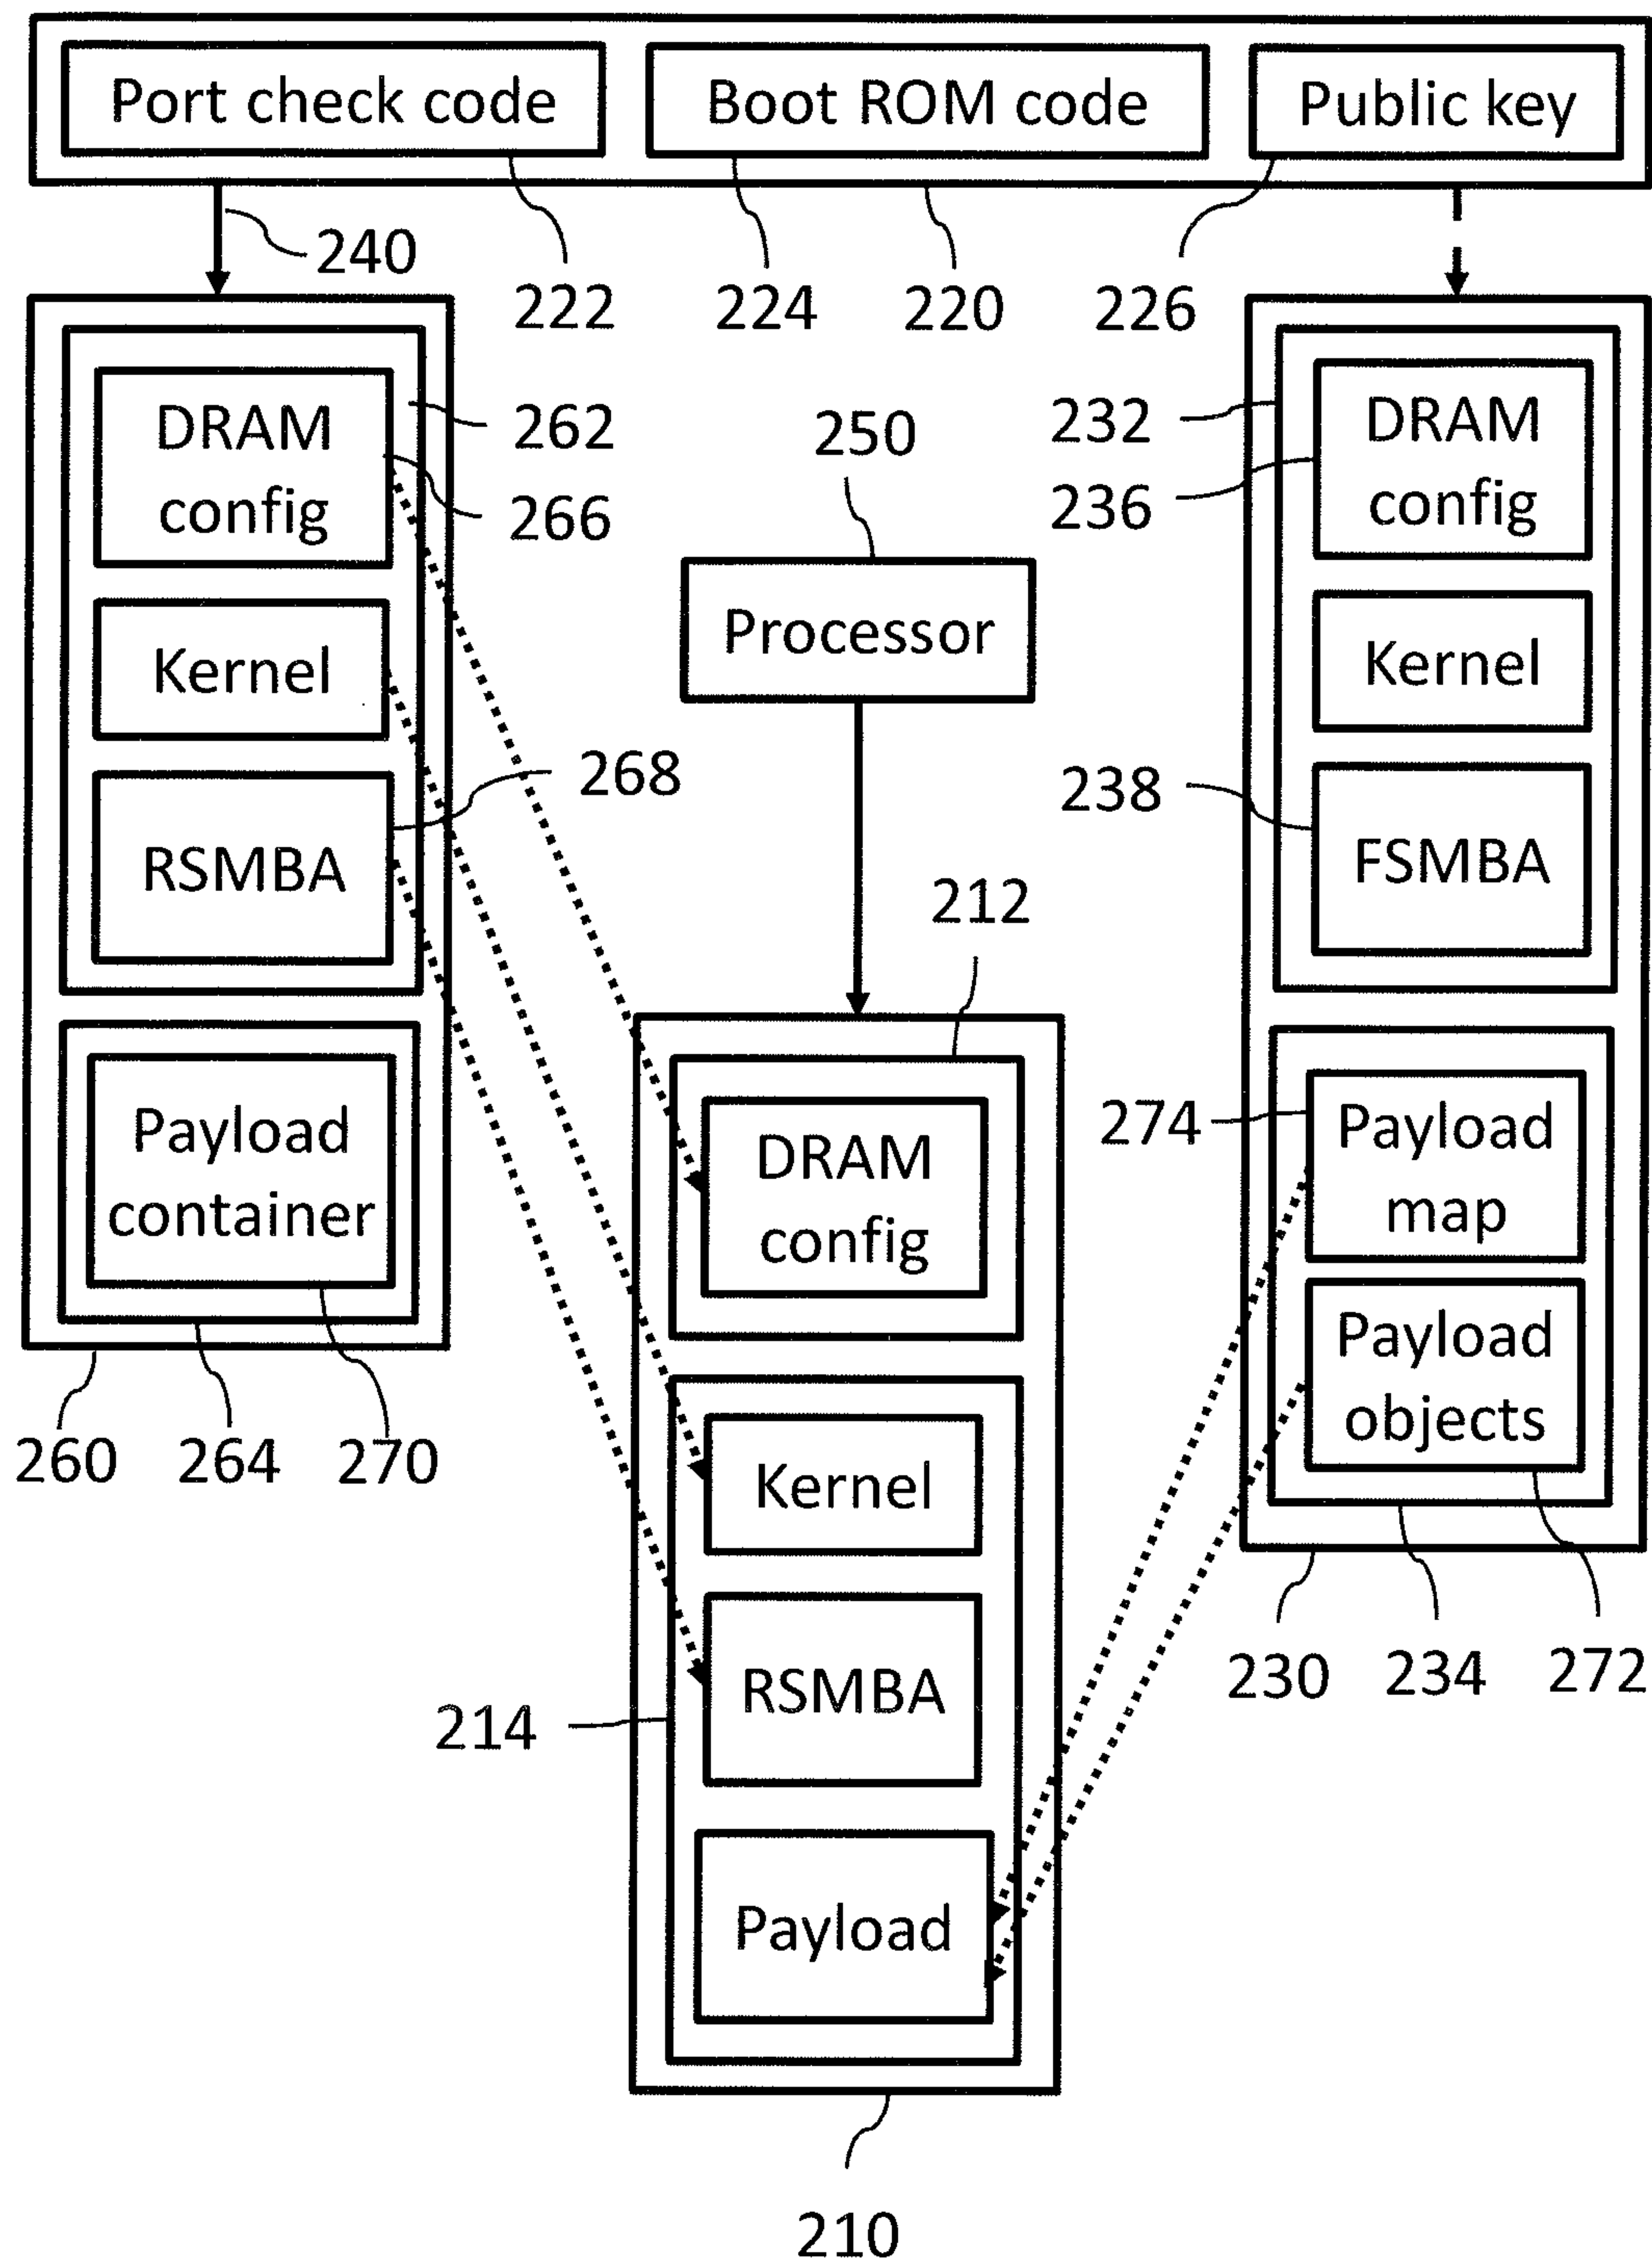 Port check code
Boot ROM code
Public key
240
222
224
220
226
DRAM
config
262
266
250
232
236
DRAM
config
Processor
Kernel
Kernel
268
RSMBA
238
FSMBA
212
Payload
container
DRAM
config
274
Payload
map
Payload
objects
260
264
270
Kernel
RSMBA
214
230
234
272
Payload
210